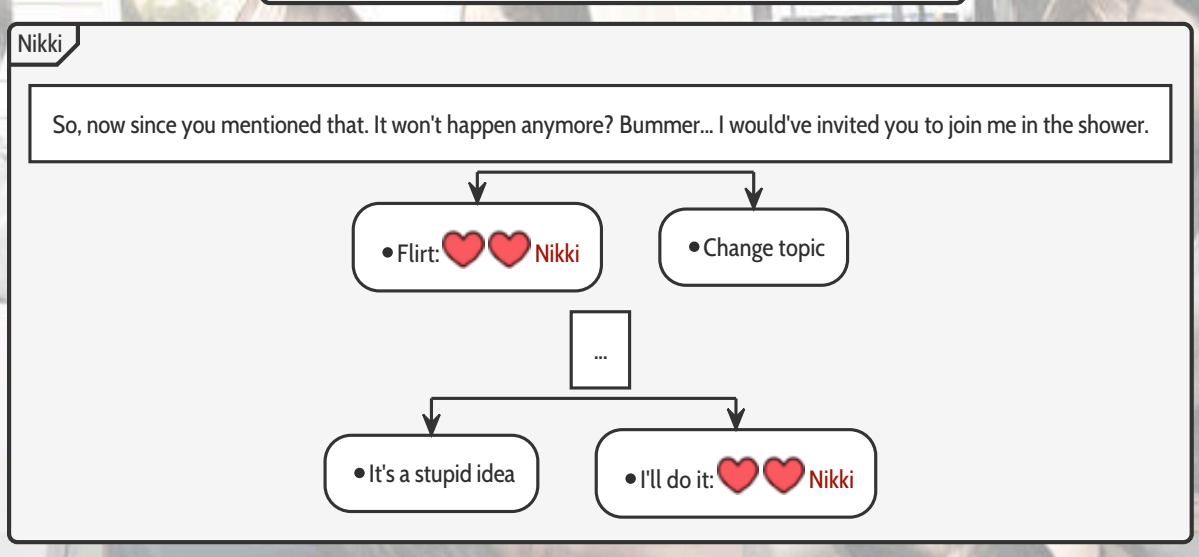 Nikki
So, now since you mentioned that. It won't happen anymore? Bummer... I would've invited you to join me in the shower.
•Flirt: Nikki
•Change topic
...
•It's a stupid idea
•I'll do it: Nikki